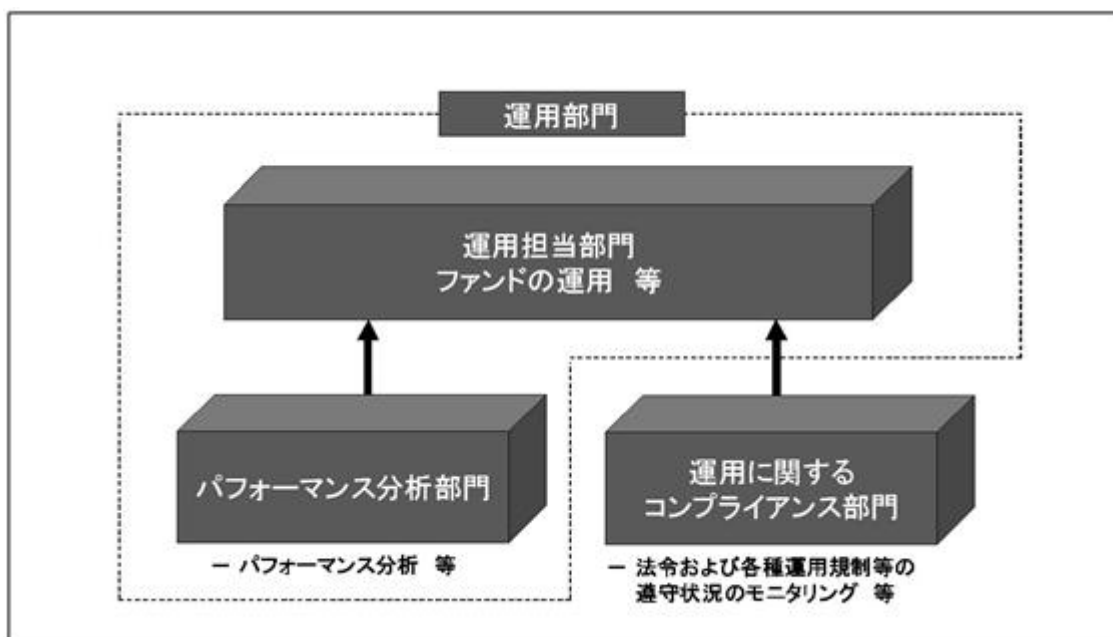 運用部門
運用担当部門
ファンドの運用 等
パフォーマンス分析部門
－ パフォーマンス分析 等
運用に関する
コンプライアンス部門
－ 法令および各種運用規制等の
遵守状況のモニタリング 等